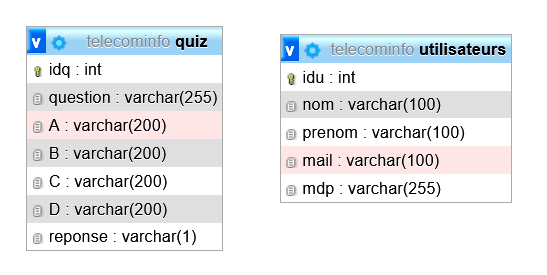 v telecominfo quiz
idq : int
question : varchar(255)
A : varchar(200)
B : varchar(200)
C : varchar(200)
D : varchar(200)
reponse : varchar(1)
v telecominfo utilisateurs
idu : int
nom : varchar(100)
prenom : varchar(100)
mail : varchar(100)
mdp : varchar(255)